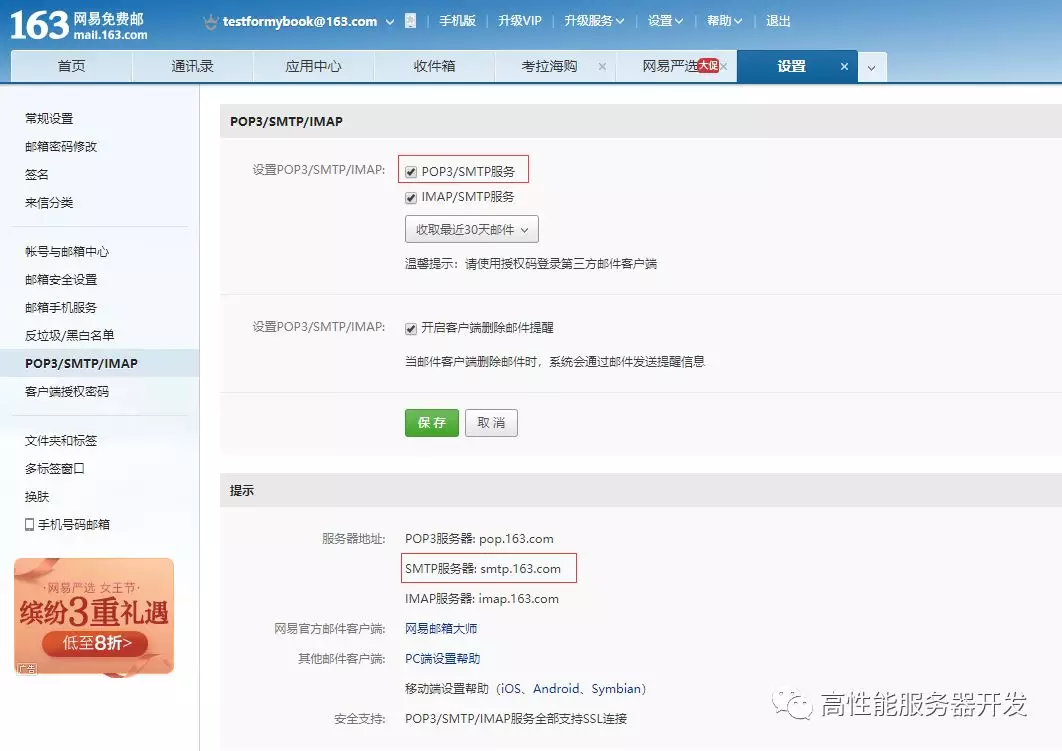 163 网易免费邮
mail.163.com
testformybook@163.com 手机版 升级VIP 升级服务 设置 帮助 退出
首页 通讯录 应用中心 收件箱 考拉海购 × 网易严选 大促 × 设置 ×
常规设置
邮箱密码修改
签名
来信分类
帐号与邮箱中心
邮箱安全设置
邮箱手机服务
反垃圾/黑白名单
POP3/SMTP/IMAP
客户端授权密码
文件夹和标签
多标签窗口
换肤
手机号码邮箱
·网易严选 女王节·
缤纷3重礼遇
低至8折>
广告
POP3/SMTP/IMAP
设置POP3/SMTP/IMAP: POP3/SMTP服务
IMAP/SMTP服务
收取最近30天邮件
温馨提示：请使用授权码登录第三方邮件客户端
设置POP3/SMTP/IMAP: 开启客户端删除邮件提醒
当邮件客户端删除邮件时，系统会通过邮件发送提醒信息
保 存 取 消
提示
服务器地址: POP3服务器: pop.163.com
SMTP服务器: smtp.163.com
IMAP服务器: imap.163.com
网易官方邮件客户端: 网易邮箱大师
其他邮件客户端: PC端设置帮助
移动端设置帮助（iOS、Android、Symbian）
安全支持: POP3/SMTP/IMAP服务全部支持SSL连接
高性能服务器开发